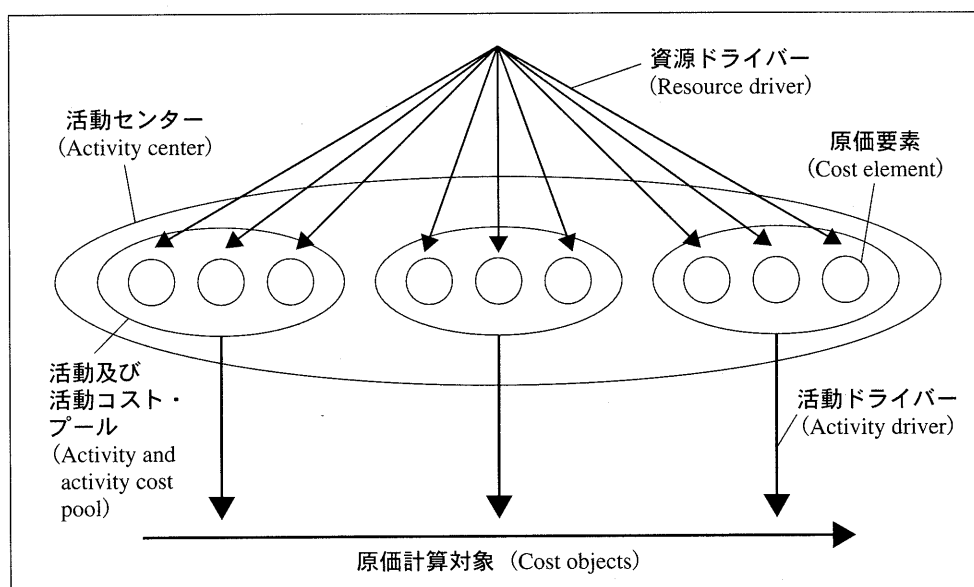 資源ドライバー
(Resource driver)
活動センター
(Activity center)
原価要素
(Cost element)
活動及び
活動コスト・
プール
(Activity and
activity cost
pool)
活動ドライバー
(Activity driver)
原価計算対象 (Cost objects)